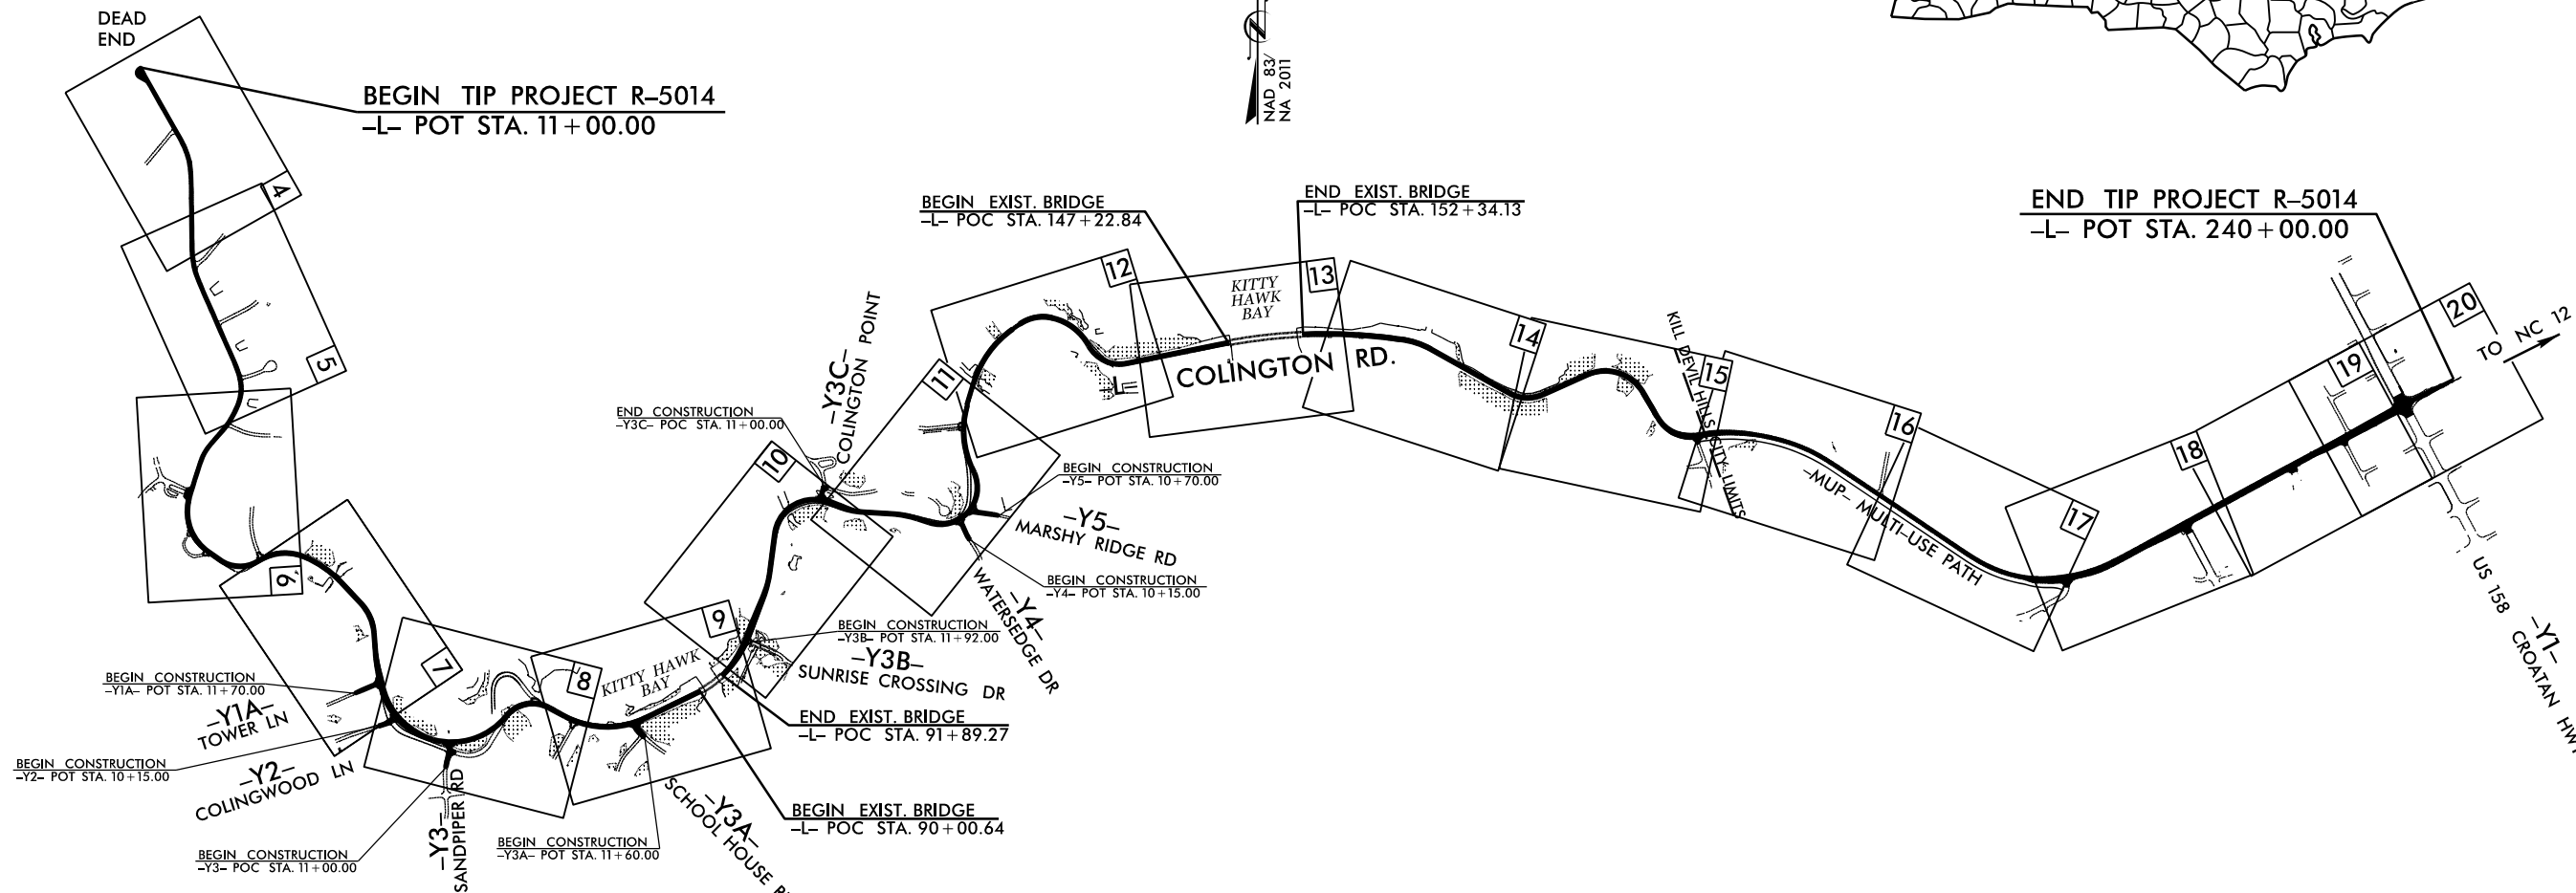 DEAD
END
BEGIN TIP PROJECT R–5014
–L– POT STA. 11+00.00
NAD 83/
NA 2011
BEGIN EXIST. BRIDGE
–L– POC STA. 147+22.84
END EXIST. BRIDGE
–L– POC STA. 152+34.13
END TIP PROJECT R–5014
–L– POT STA. 240+00.00
4
5
6
7
8
9
10
11
12
13
14
15
16
17
18
19
20
TO NC 12
KITTY
HAWK
BAY
COLINGTON RD.
–L–
KILL DEVIL HILLS CITY LIMITS
–MUP– MULTI–USE PATH
–Y1–
US 158 CROATAN HWY
END CONSTRUCTION
–Y3C– POC STA. 11+00.00
–Y3C–
COLINGTON POINT
BEGIN CONSTRUCTION
–Y5– POT STA. 10+70.00
–Y5–
MARSHY RIDGE RD
BEGIN CONSTRUCTION
–Y4– POT STA. 10+15.00
–Y4–
WATERSEDGE DR
BEGIN CONSTRUCTION
–Y3B– POT STA. 11+92.00
–Y3B–
SUNRISE CROSSING DR
KITTY HAWK
BAY
END EXIST. BRIDGE
–L– POC STA. 91+89.27
BEGIN EXIST. BRIDGE
–L– POC STA. 90+00.64
BEGIN CONSTRUCTION
–Y1A– POT STA. 11+70.00
–Y1A–
TOWER LN
BEGIN CONSTRUCTION
–Y2– POT STA. 10+15.00
–Y2–
COLINGWOOD LN
BEGIN CONSTRUCTION
–Y3– POC STA. 11+00.00
–Y3–
SANDPIPER RD
BEGIN CONSTRUCTION
–Y3A– POT STA. 11+60.00
–Y3A–
SCHOOL HOUSE